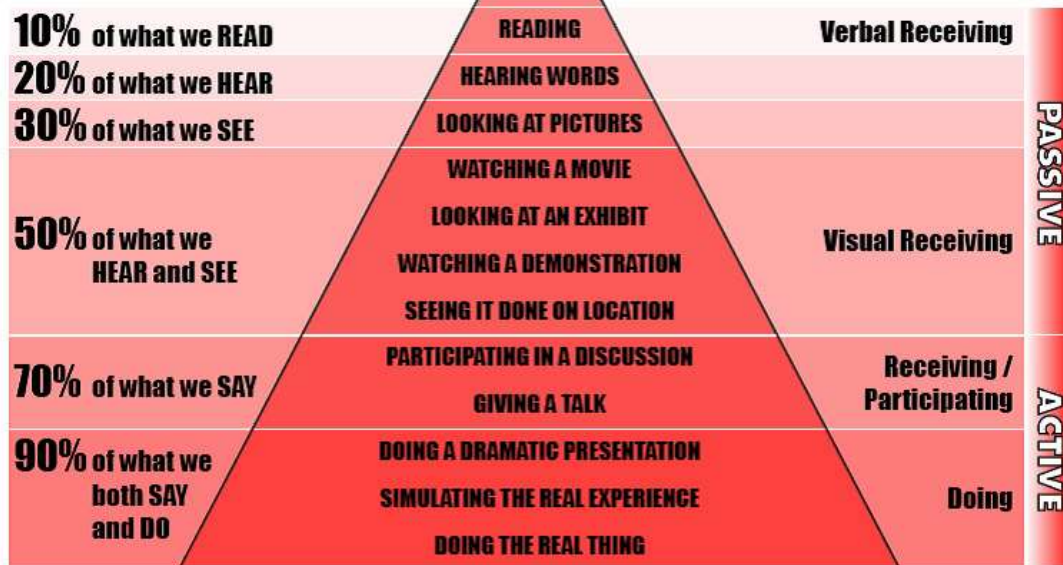 10% of what we READ
READING
Verbal Receiving
20% of what we HEAR
HEARING WORDS
30% of what we SEE
LOOKING AT PICTURES
50% of what we
HEAR and SEE
WATCHING A MOVIE
LOOKING AT AN EXHIBIT
WATCHING A DEMONSTRATION
SEEING IT DONE ON LOCATION
Visual Receiving
PASSIVE
70% of what we SAY
PARTICIPATING IN A DISCUSSION
GIVING A TALK
Receiving /
Participating
90% of what we
both SAY
and DO
DOING A DRAMATIC PRESENTATION
SIMULATING THE REAL EXPERIENCE
DOING THE REAL THING
Doing
ACTIVE